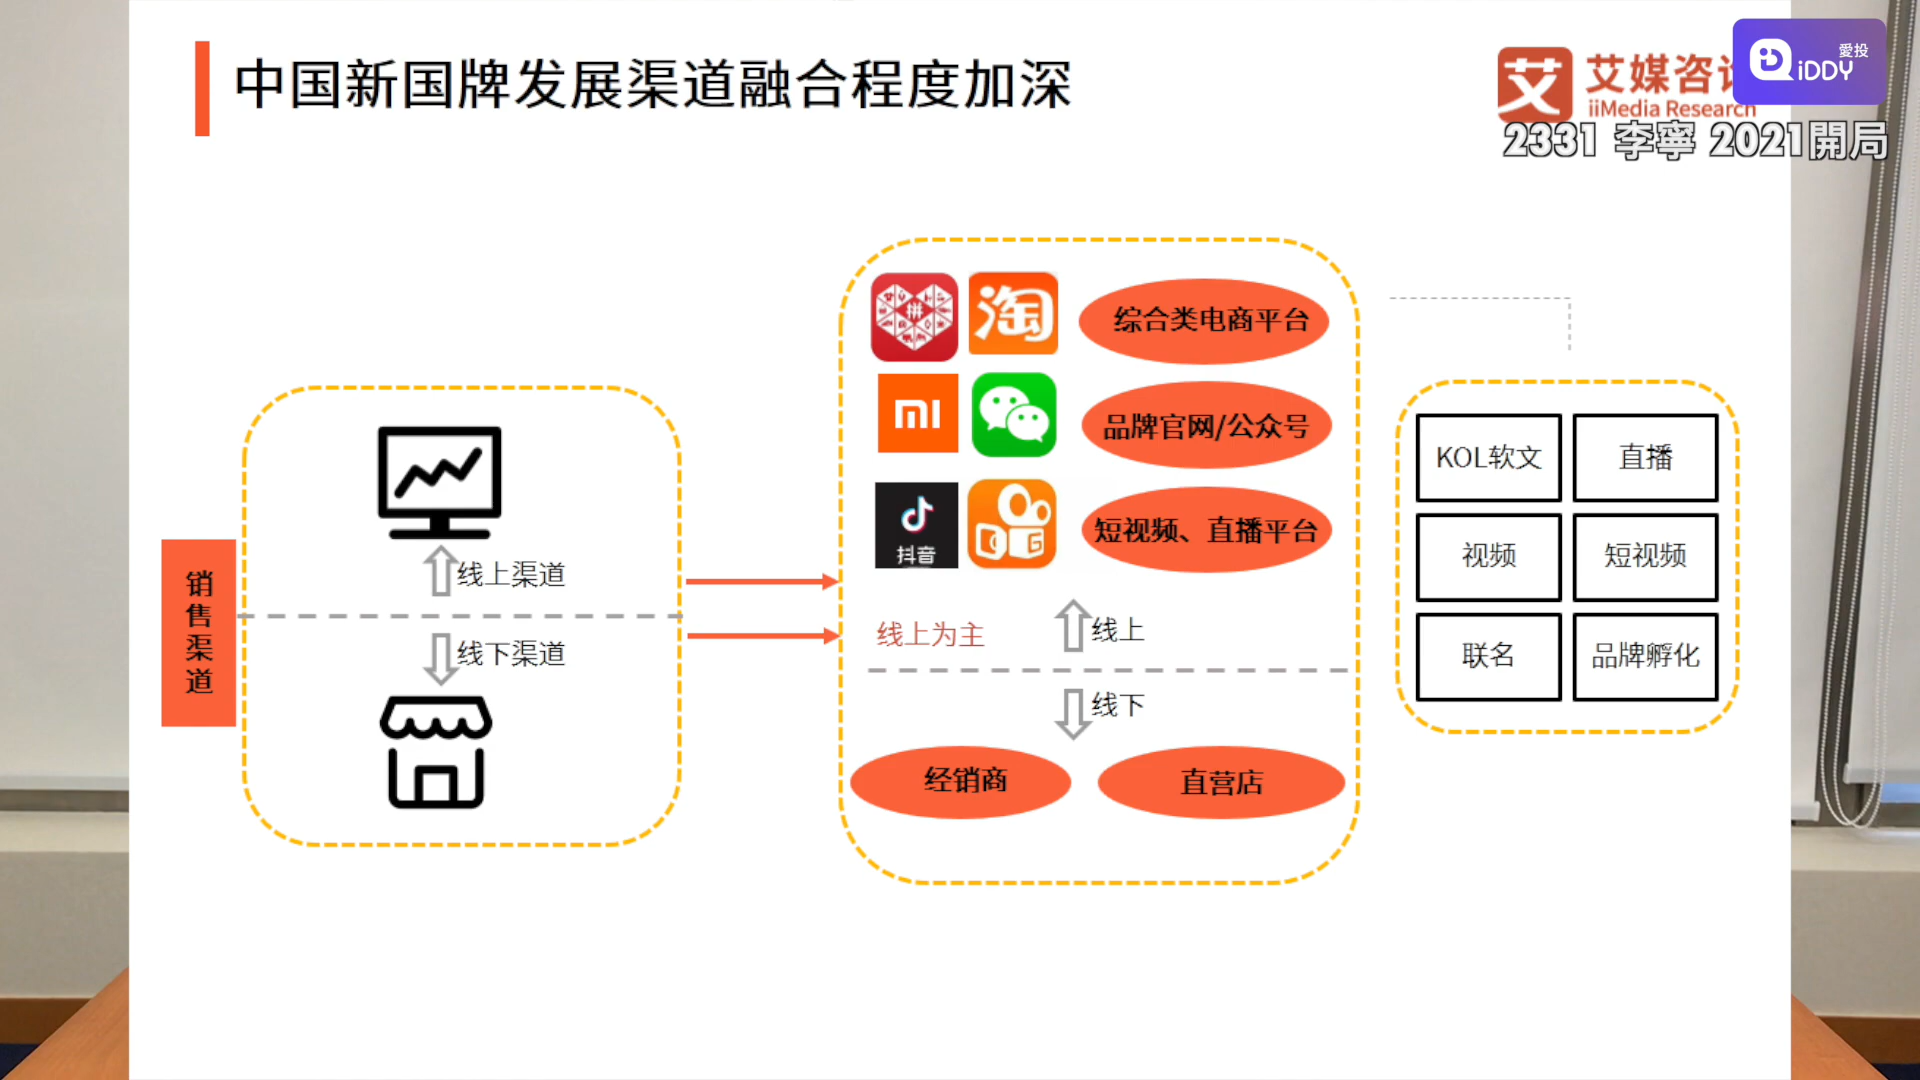 中国新国牌发展渠道融合程度加深
艾媒咨
iiMedia Research
iDDY
愛投
2331 李寧 2021開局
销售渠道
线上渠道
线下渠道
拼
淘
综合类电商平台
品牌官网/公众号
抖音
短视频、直播平台
线上为主
线上
线下
经销商
直营店
KOL软文
直播
视频
短视频
联名
品牌孵化